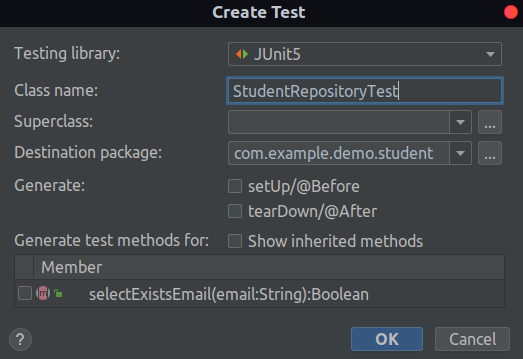 Create Test
Testing library: JUnit5
Class name: StudentRepositoryTest
Superclass: ...
Destination package: com.example.demo.student ...
Generate: setUp/@Before
tearDown/@After
Generate test methods for: Show inherited methods
Member
m selectExistsEmail(email:String):Boolean
? OK Cancel